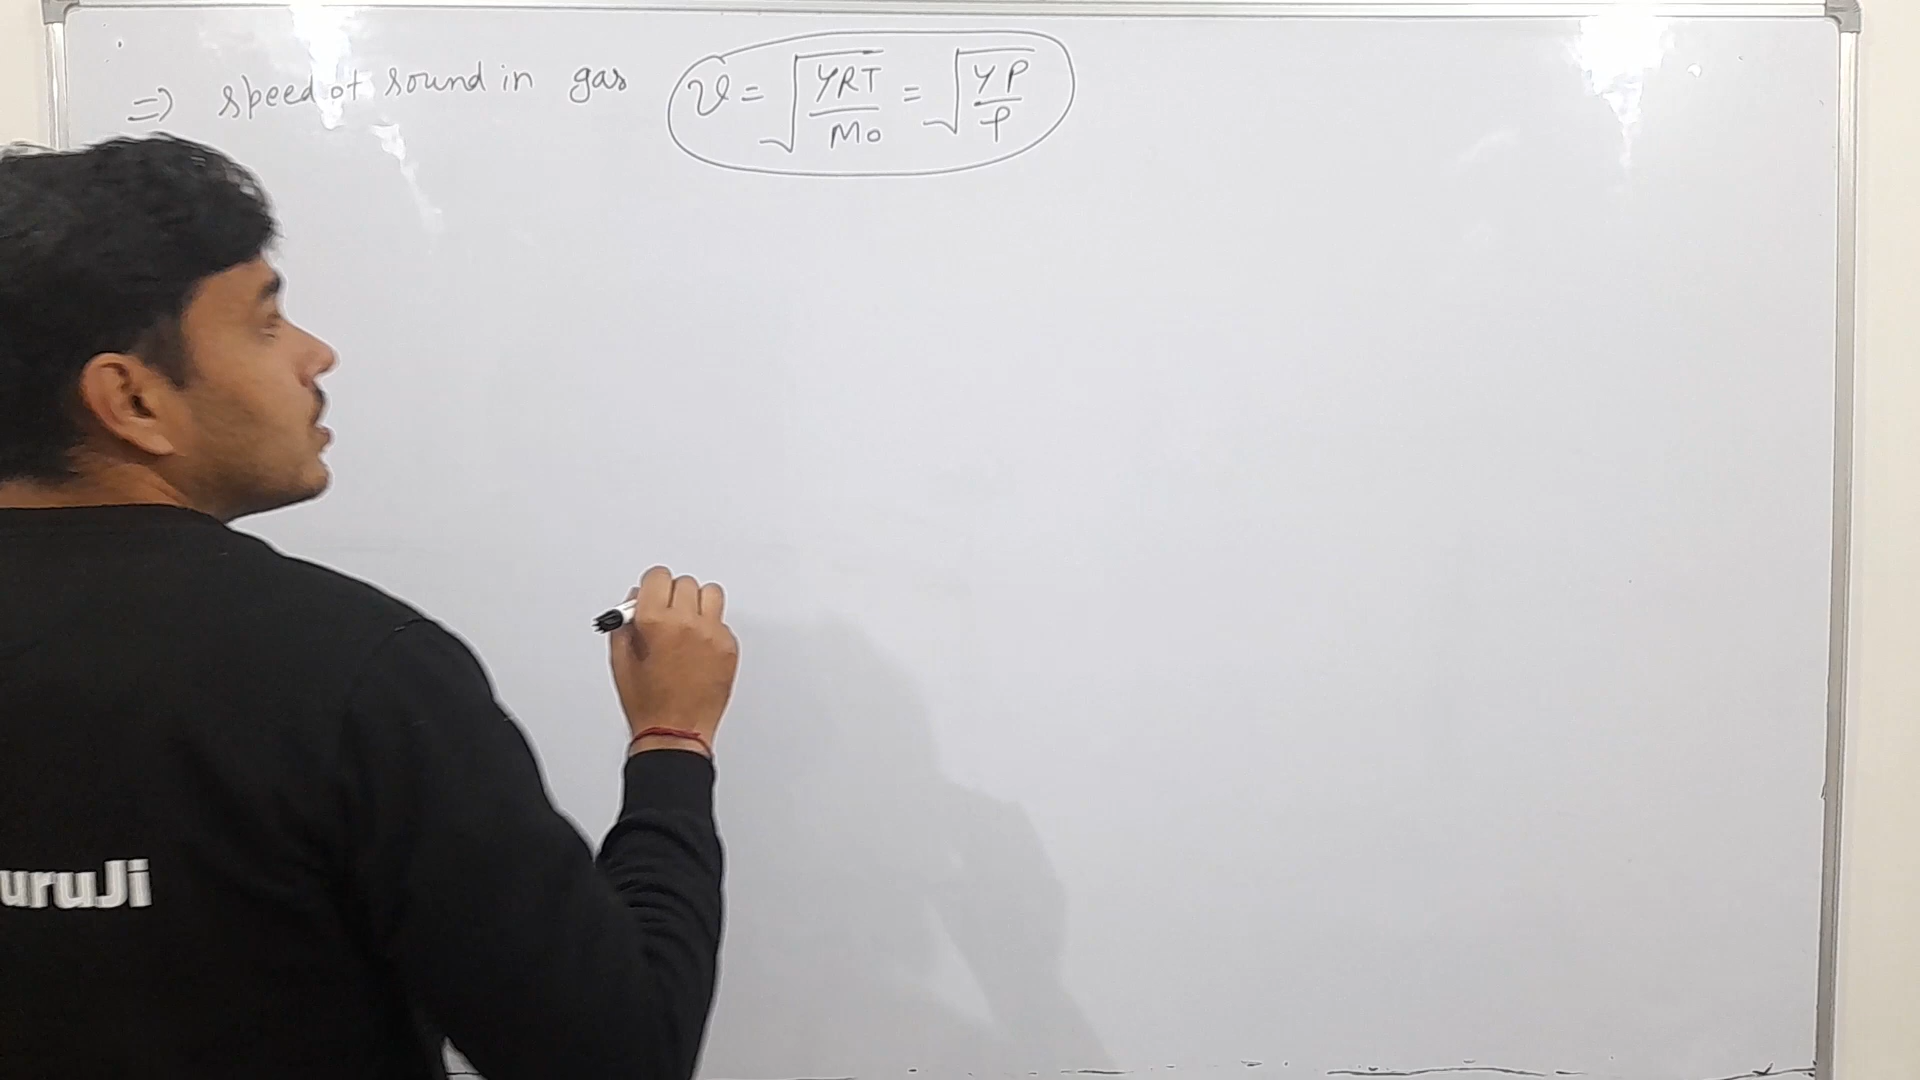 ⇒ speed of sound in gas v = √(γRT/M₀) = √(γP/ρ)
uruJi